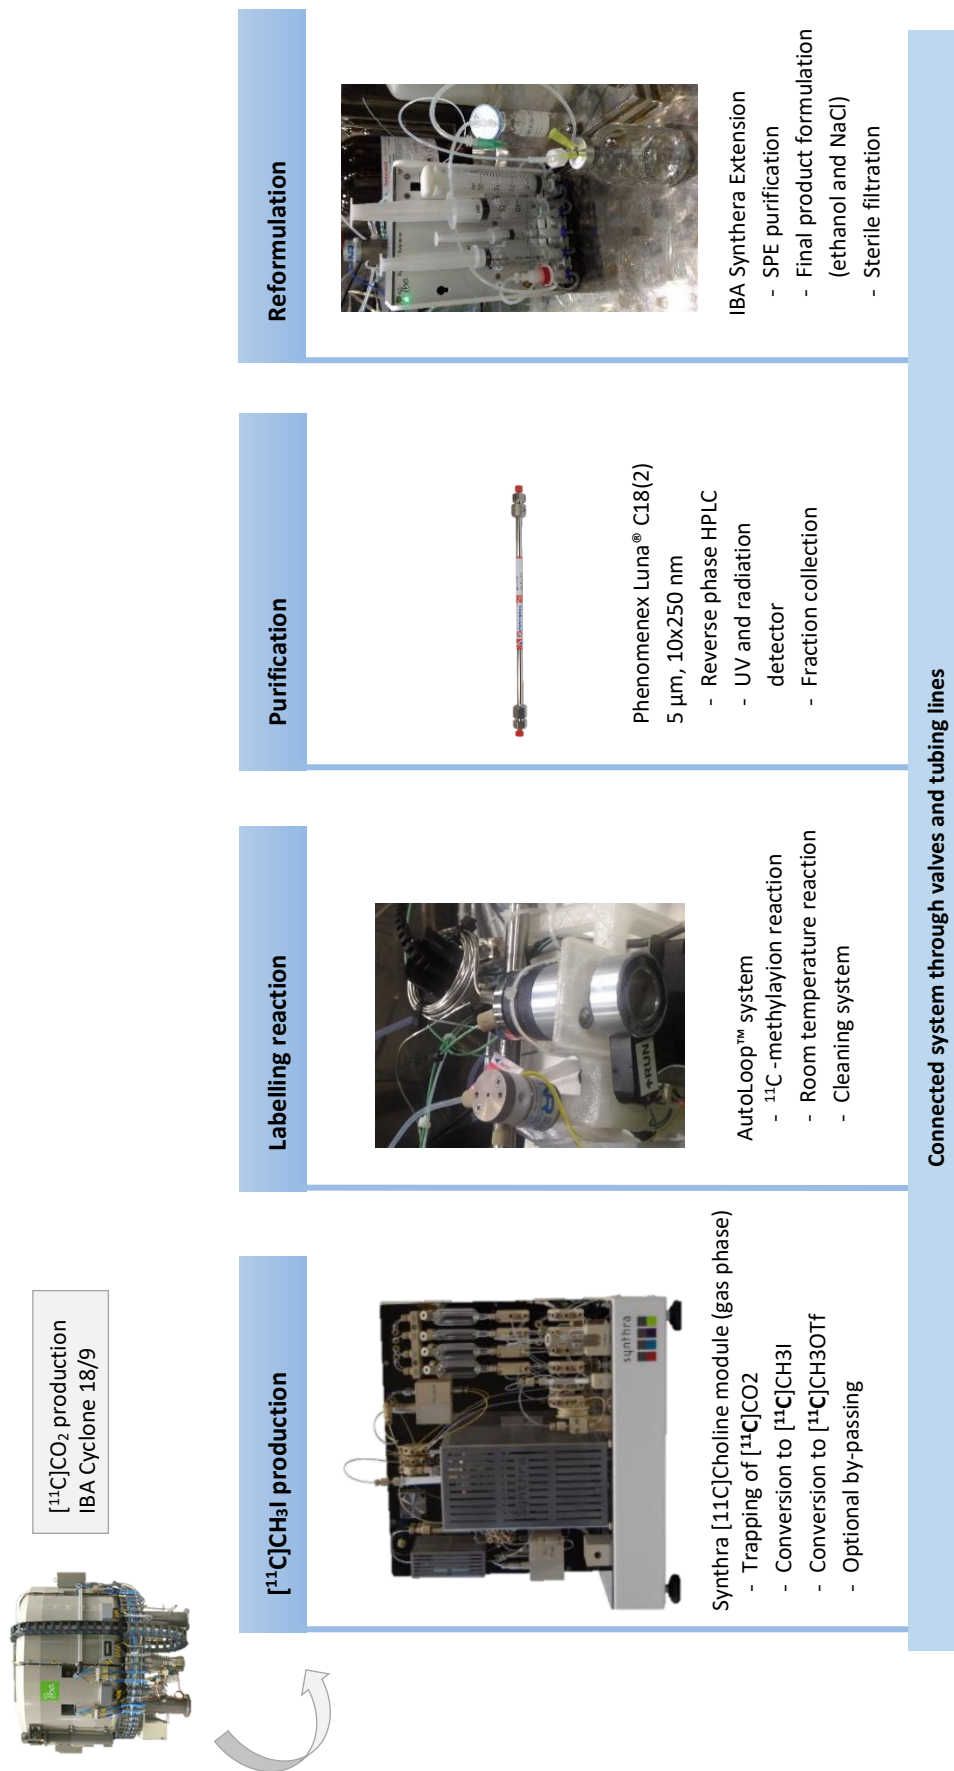 [¹¹C]CO₂ production
IBA Cyclone 18/9
[¹¹C]CH₃I production
Synthra [11C]Choline module (gas phase)
- Trapping of [¹¹C]CO2
- Conversion to [¹¹C]CH3I
- Conversion to [¹¹C]CH3OTf
- Optional by-passing
synthra
Labelling reaction
RUN
AutoLoop™ system
- ¹¹C -methylayion reaction
- Room temperature reaction
- Cleaning system
Purification
Phenomenex Luna® C18(2)
5 µm, 10x250 nm
- Reverse phase HPLC
- UV and radiation
detector
- Fraction collection
Reformulation
iba
IBA Synthera Extension
- SPE purification
- Final product formulation
(ethanol and NaCl)
- Sterile filtration
Connected system through valves and tubing lines